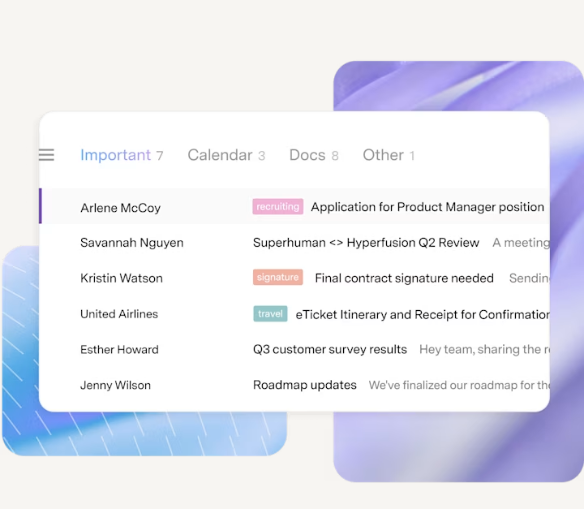 Important 7 Calendar 3 Docs 8 Other 1
Arlene McCoy recruiting Application for Product Manager position
Savannah Nguyen Superhuman <> Hyperfusion Q2 Review A meeting
Kristin Watson signature Final contract signature needed Sendin
United Airlines travel eTicket Itinerary and Receipt for Confirmation
Esther Howard Q3 customer survey results Hey team, sharing the r
Jenny Wilson Roadmap updates We've finalized our roadmap for the